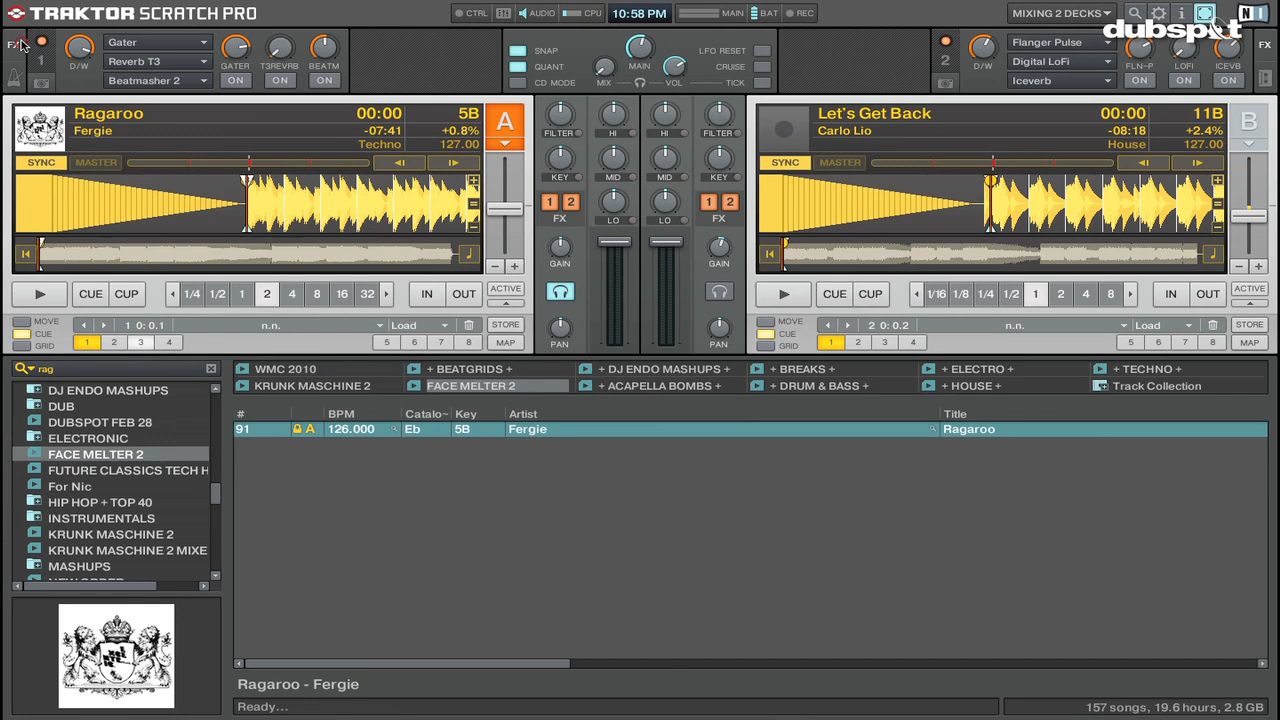 TRAKTOR SCRATCH PRO CTRL AUDIO CPU 10:58 PM MAIN BAT REC MIXING 2 DECKS
dubspot
FX 1 D/W Gater GATER T3REVRB BEATM
Reverb T3
Beatmasher 2 ON ON ON
SNAP MAIN LFO RESET
QUANT CRUISE
CD MODE MIX VOL TICK
2 D/W Flanger Pulse FLN-P LOFI ICEVB FX
Digital LoFi
Iceverb ON ON ON
Ragaroo 00:00 5B A
Fergie -07:41 +0.8%
Techno 127.00
SYNC MASTER
FILTER HI HI FILTER
KEY MID MID KEY
1 2 LO LO 1 2
FX FX
GAIN GAIN
PAN PAN
Let's Get Back 00:00 11B B
Carlo Lio -08:18 +2.4%
House 127.00
SYNC MASTER
CUE CUP 1/4 1/2 1 2 4 8 16 32 IN OUT ACTIVE
MOVE
CUE 1 0: 0.1 n.n. Load STORE
GRID 1 2 3 4 5 6 7 8 MAP
CUE CUP 1/16 1/8 1/4 1/2 1 2 4 8 IN OUT ACTIVE
MOVE
CUE 2 0: 0.2 n.n. Load STORE
GRID 1 2 3 4 5 6 7 8 MAP
rag
WMC 2010 + BEATGRIDS + + DJ ENDO MASHUPS + + BREAKS + + ELECTRO + + TECHNO +
KRUNK MASCHINE 2 FACE MELTER 2 + ACAPELLA BOMBS + + DRUM & BASS + + HOUSE + Track Collection
DJ ENDO MASHUPS
DUB
DUBSPOT FEB 28
ELECTRONIC
FACE MELTER 2
FUTURE CLASSICS TECH H
For Nic
HIP HOP + TOP 40
INSTRUMENTALS
KRUNK MASCHINE 2
KRUNK MASCHINE 2 MIXE
MASHUPS
NEW ORDER
# BPM Catalo~ Key Artist Title
91 A 126.000 Eb 5B Fergie Ragaroo
Ragaroo - Fergie
Ready... 157 songs, 19.6 hours, 2.8 GB